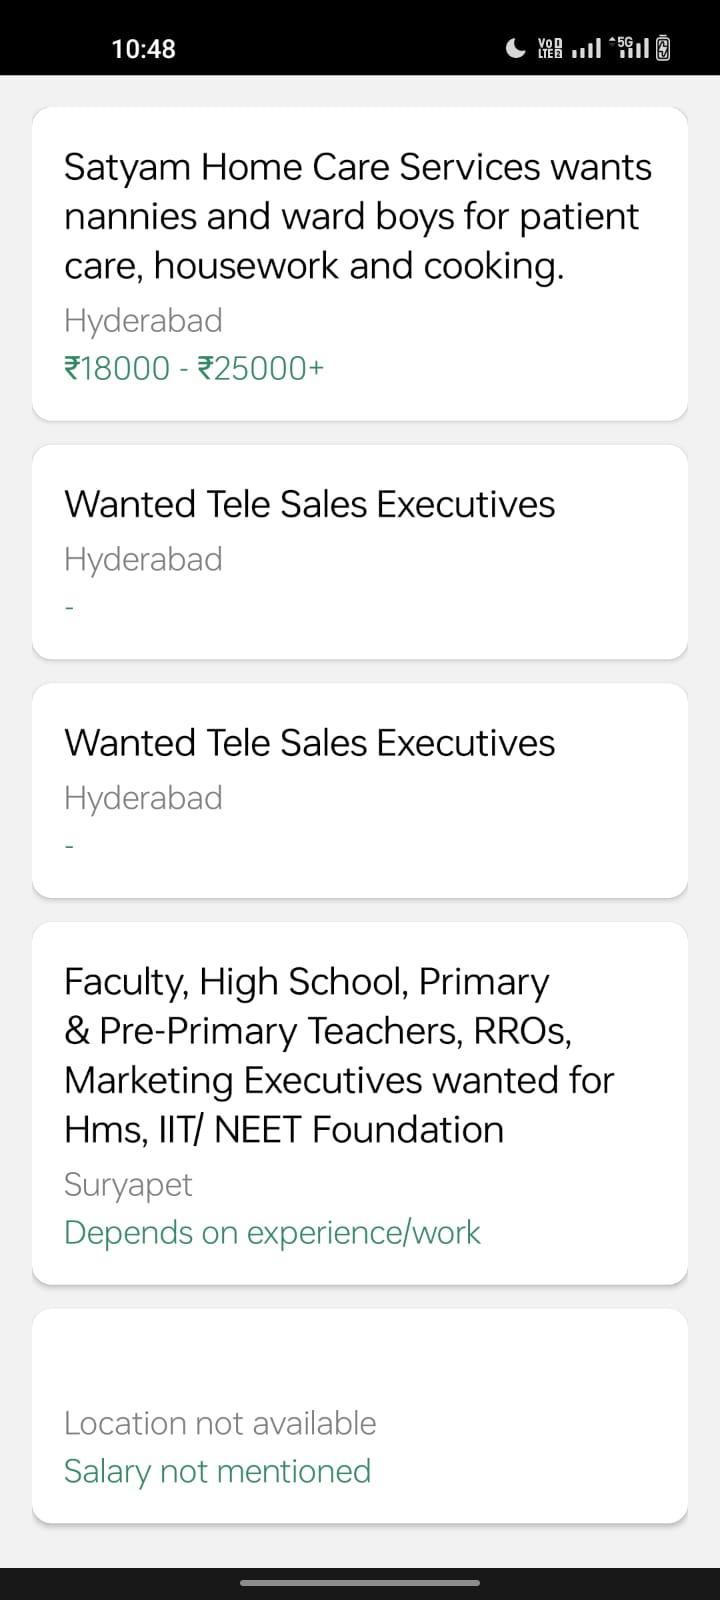 10:48
VoD LTE2 5G
Satyam Home Care Services wants
nannies and ward boys for patient
care, housework and cooking.
Hyderabad
₹18000 - ₹25000+
Wanted Tele Sales Executives
Hyderabad
-
Wanted Tele Sales Executives
Hyderabad
-
Faculty, High School, Primary
& Pre-Primary Teachers, RROs,
Marketing Executives wanted for
Hms, IIT/ NEET Foundation
Suryapet
Depends on experience/work
Location not available
Salary not mentioned